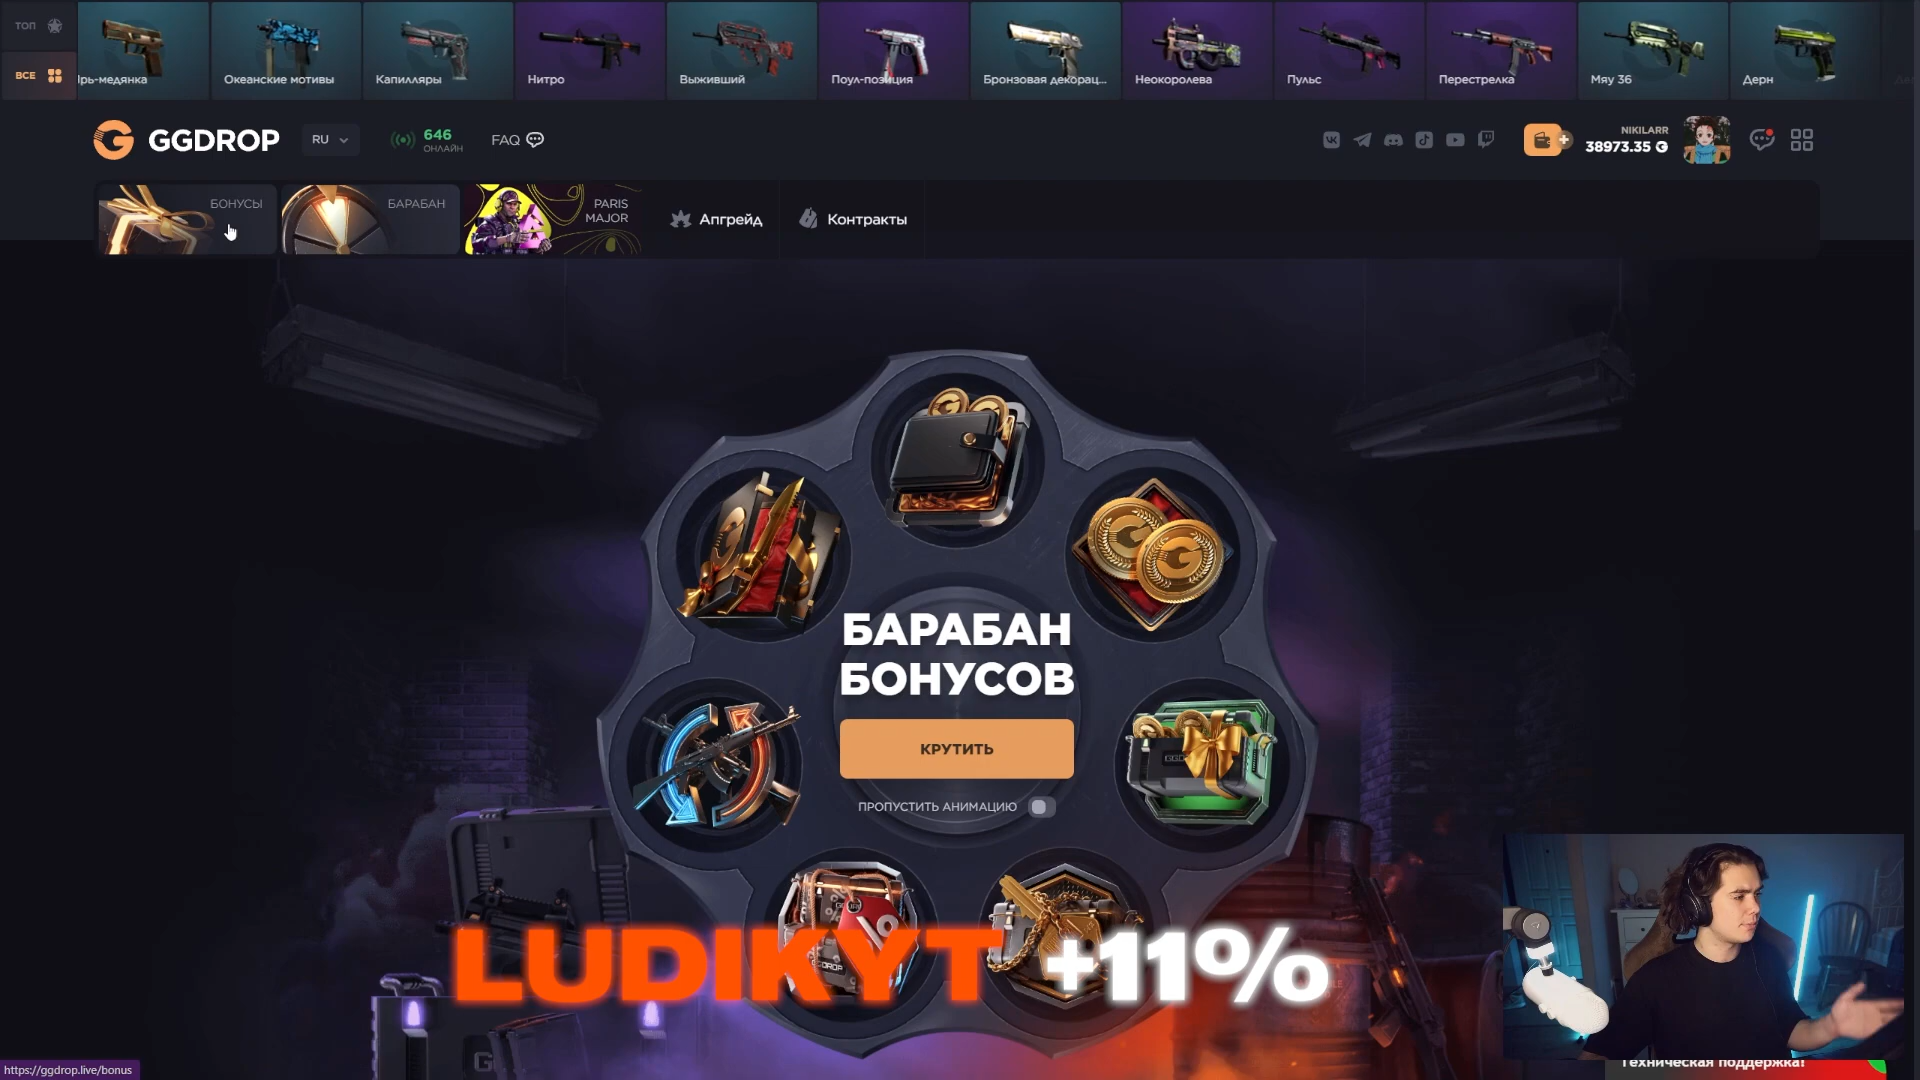 ТОП
ВСЕ
Океанские мотивы
Капилляры
Нитро
Выживший
Поул-позиция
Бронзовая декорац...
Неокоролева
Пульс
Перестрелка
Мяу 36
Дерн
GGDROP
RU
646
ОНЛАЙН
FAQ
NIKILARR
38973.35
БОНУСЫ
БАРАБАН
PARIS
MAJOR
Апгрейд
Контракты
БАРАБАН
БОНУСОВ
КРУТИТЬ
ПРОПУСТИТЬ АНИМАЦИЮ
LUDIKYT +11%
https://ggdrop.live/bonus
Техническая поддержка!